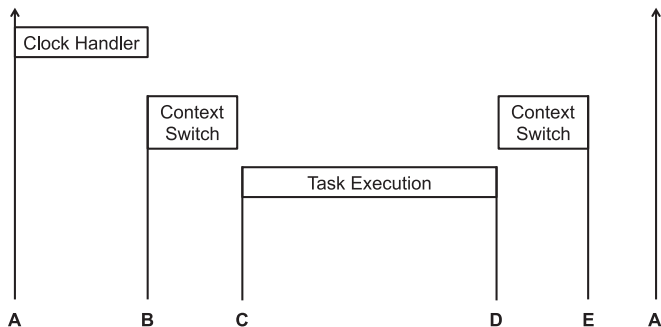 Clock Handler
Context
Switch
Context
Switch
Task Execution
A
B
C
D
E
A